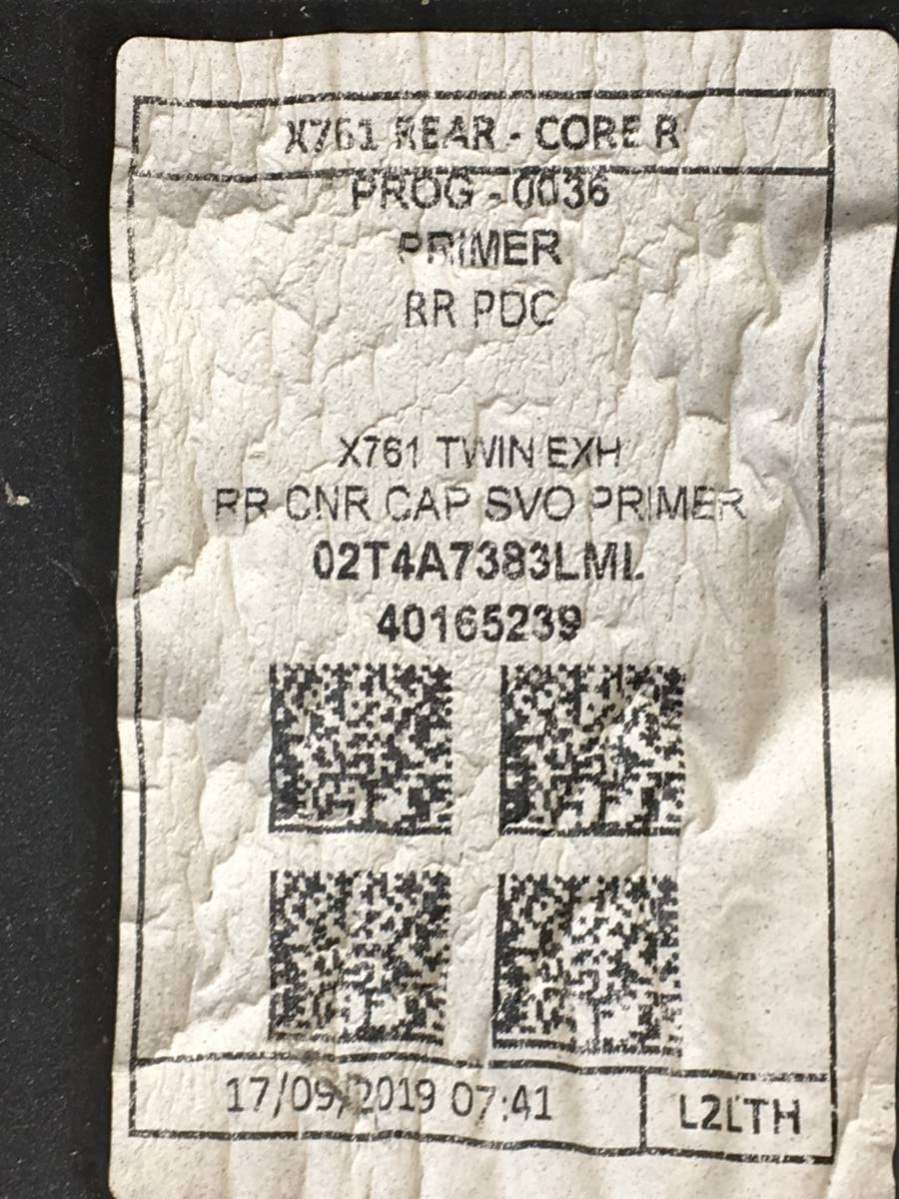 X761 REAR - CORE R
PROG - 0036
PRIMER
RR PDC
X761 TWIN EXH
RR CNR CAP SVO PRIMER
02T4A7383LML
40165239
17/09/2019 07:41
L2LTH